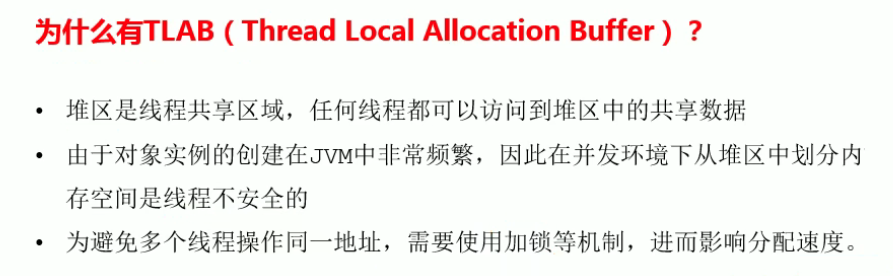 为什么有TLAB（Thread Local Allocation Buffer）？
• 堆区是线程共享区域，任何线程都可以访问到堆区中的共享数据
• 由于对象实例的创建在JVM中非常频繁，因此在并发环境下从堆区中划分内
存空间是线程不安全的
• 为避免多个线程操作同一地址，需要使用加锁等机制，进而影响分配速度。